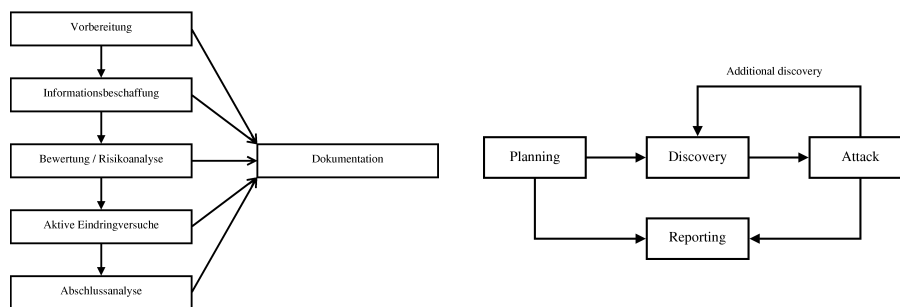 Vorbereitung
Informationsbeschaffung
Bewertung / Risikoanalyse
Dokumentation
Aktive Eindringversuche
Abschlussanalyse
Additional discovery
Planning
Discovery
Attack
Reporting